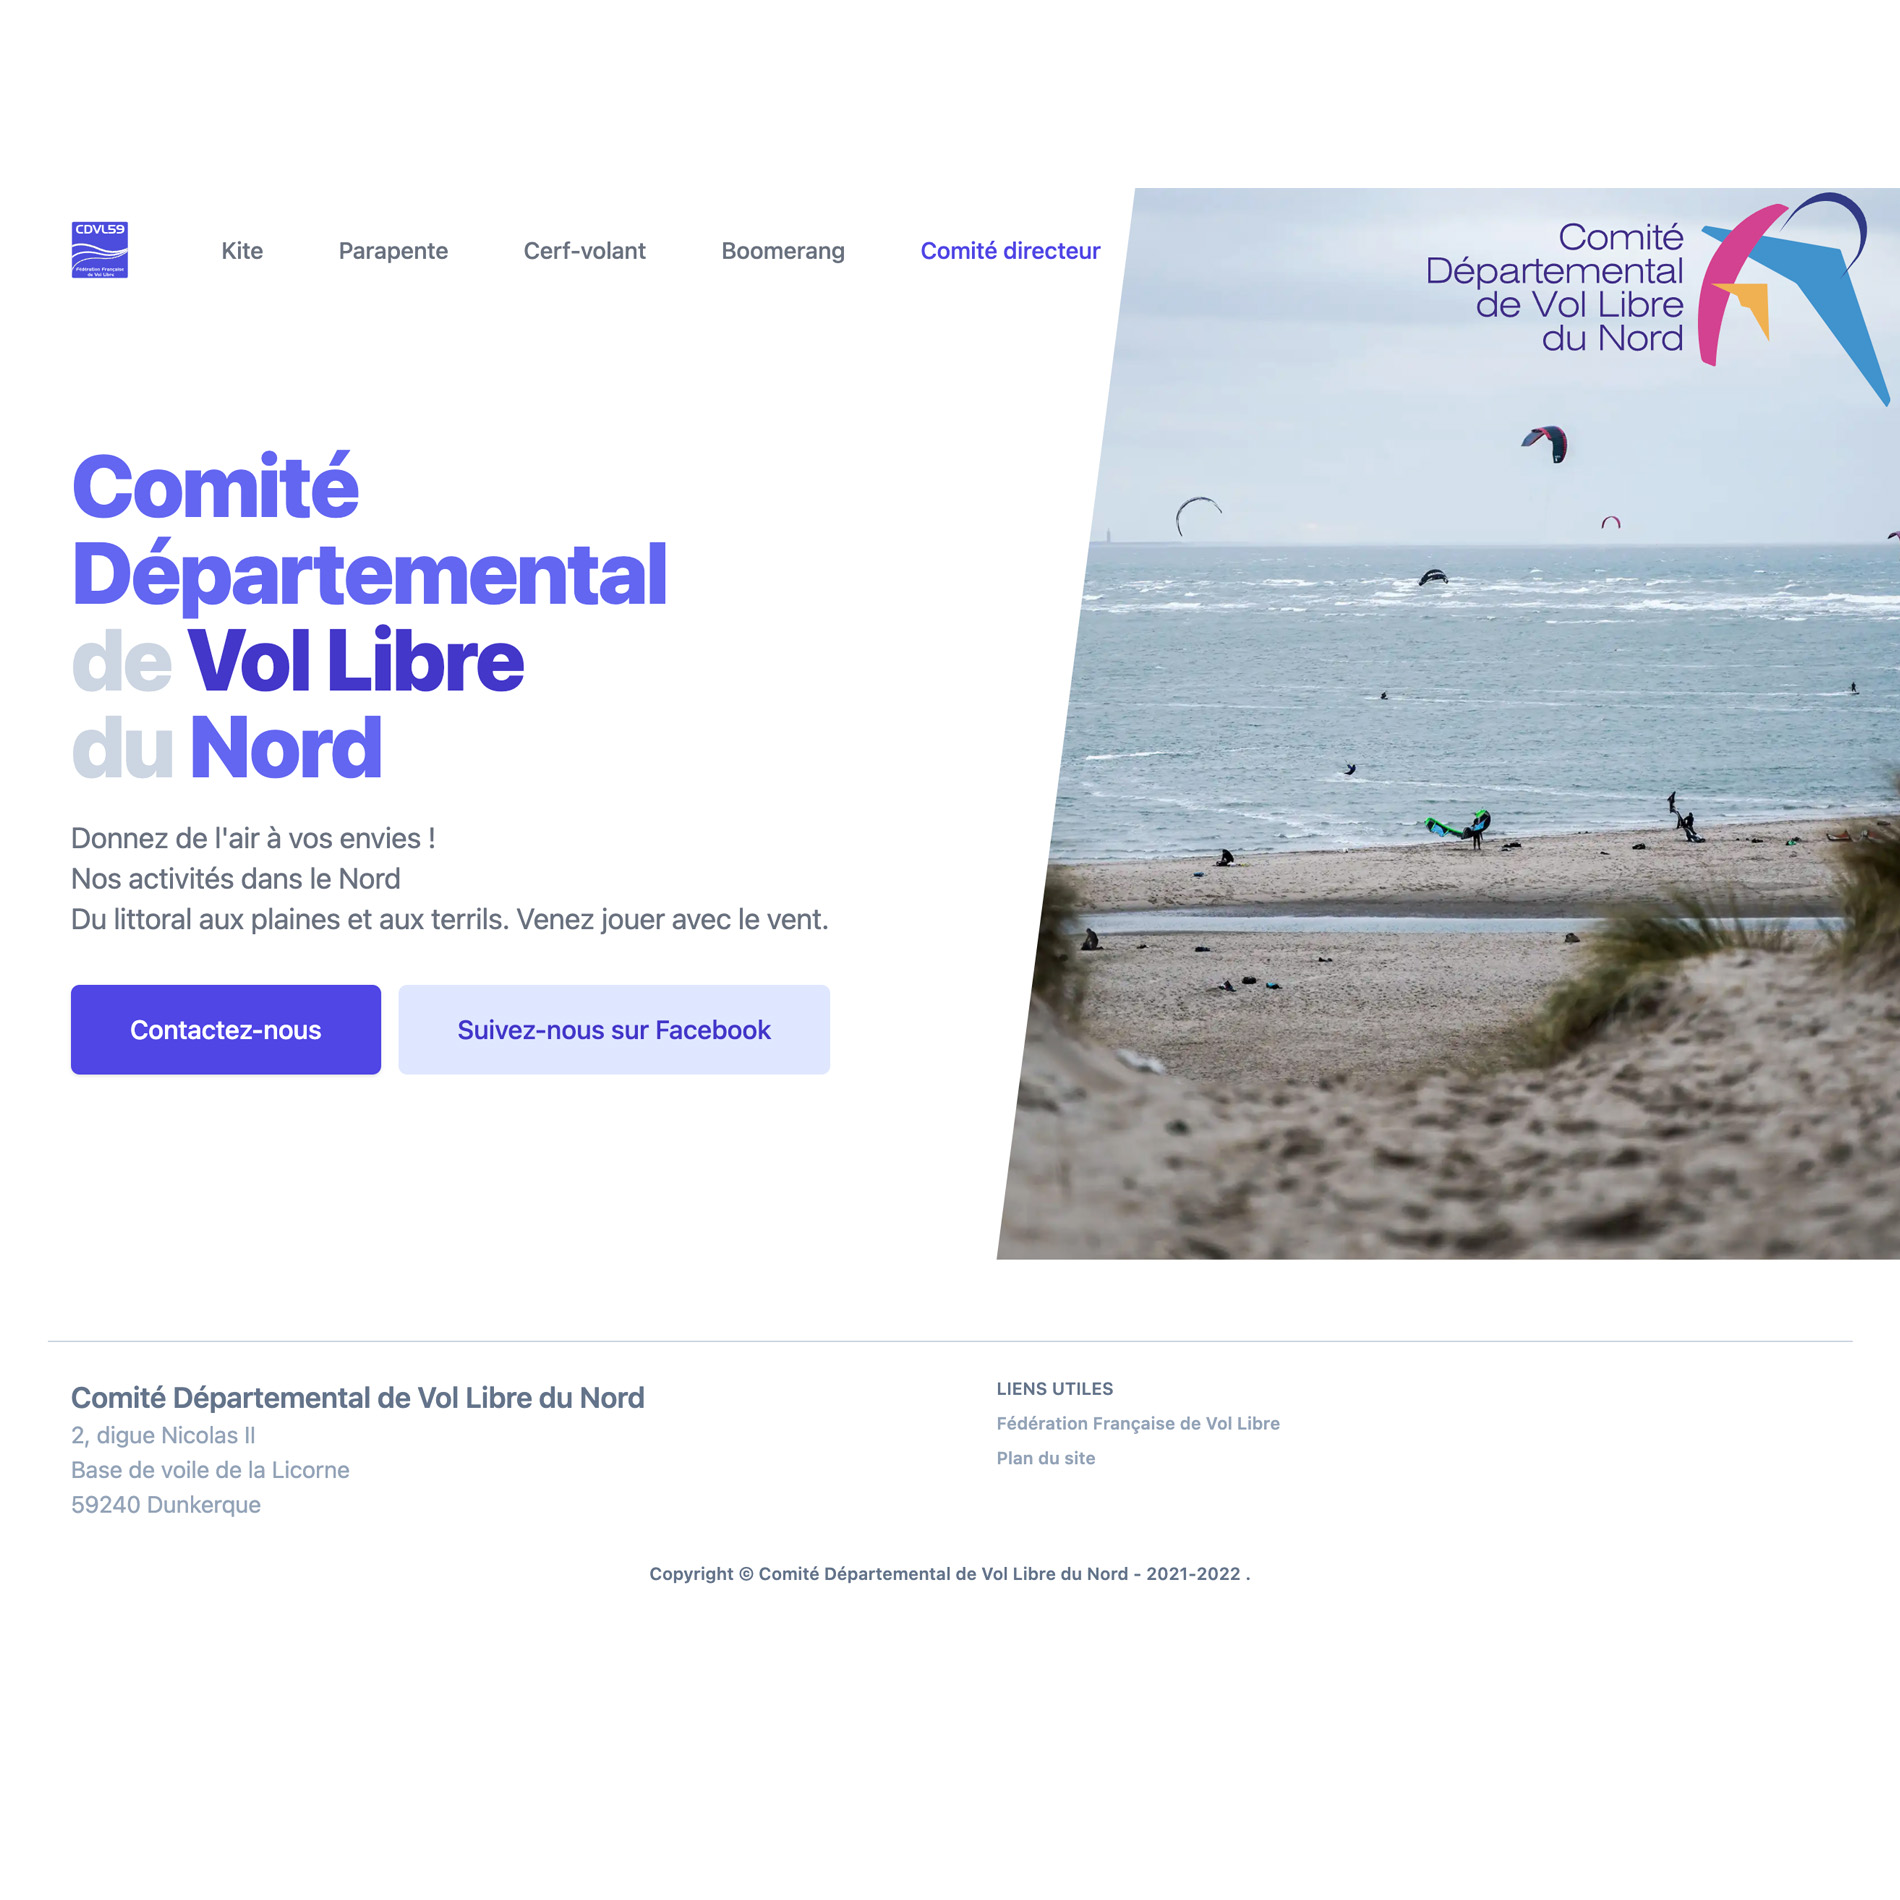 CDVL59
Fédération Française
de Vol Libre
Kite
Parapente
Cerf-volant
Boomerang
Comité directeur
Comité
Départemental
de Vol Libre
du Nord
Comité
Départemental
de Vol Libre
du Nord
Donnez de l'air à vos envies !
Nos activités dans le Nord
Du littoral aux plaines et aux terrils. Venez jouer avec le vent.
Contactez-nous
Suivez-nous sur Facebook
Comité Départemental de Vol Libre du Nord
2, digue Nicolas II
Base de voile de la Licorne
59240 Dunkerque
LIENS UTILES
Fédération Française de Vol Libre
Plan du site
Copyright © Comité Départemental de Vol Libre du Nord - 2021-2022 .